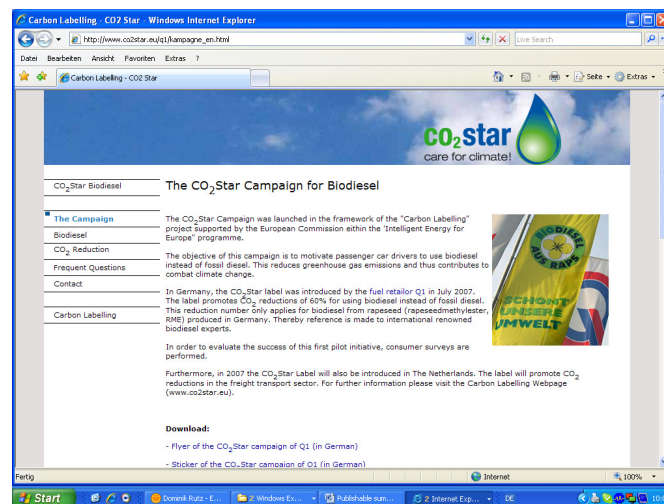 Carbon Labelling - CO2 Star - Windows Internet Explorer
http://www.co2star.eu/q1/kampagne_en.html
Live Search
Datei Bearbeiten Ansicht Favoriten Extras ?
Carbon Labelling - CO2 Star
Seite Extras
co2star
care for climate!
CO2Star Biodiesel
The CO2Star Campaign for Biodiesel
The Campaign
Biodiesel
CO2 Reduction
Frequent Questions
Contact
Carbon Labelling
The CO2Star Campaign was launched in the framework of the "Carbon Labelling"
project supported by the European Commission eithin the 'Intelligent Energy for
Europe" programme.
The objective of this campaign is to motivate passenger car drivers to use biodiesel
instead of fossil diesel. This reduces greenhouse gas emissions and thus contributes to
combat climate change.
In Germany, the CO2Star label was introduced by the fuel retailor Q1 in July 2007.
The label promotes CO2 reductions of 60% for using biodiesel instead of fossil diesel.
This reduction number only applies for biodiesel from rapeseed (rapeseedmethylester,
RME) produced in Germany. Thereby reference is made to international renowned
biodiesel experts.
In order to evaluate the success of this first pilot initiative, consumer surveys are
performed.
Furthermore, in 2007 the CO2Star Label will also be introduced in The Netherlands. The label will promote CO2
reductions in the freight transport sector. For further information please visit the Carbon Labelling Webpage
(www.co2star.eu).
BIODIESEL
AUS RAPS
SCHONT
UNSERE
UMWELT
Download:
- Flyer of the CO2Star campaign of Q1 (in German)
- Sticker of the CO2Star campaign of Q1 (in German)
Fertig
Internet
100%
Start
Dominik Rutz - E...
2 Windows Ex...
Publishable sum...
2 Internet Exp...
DE